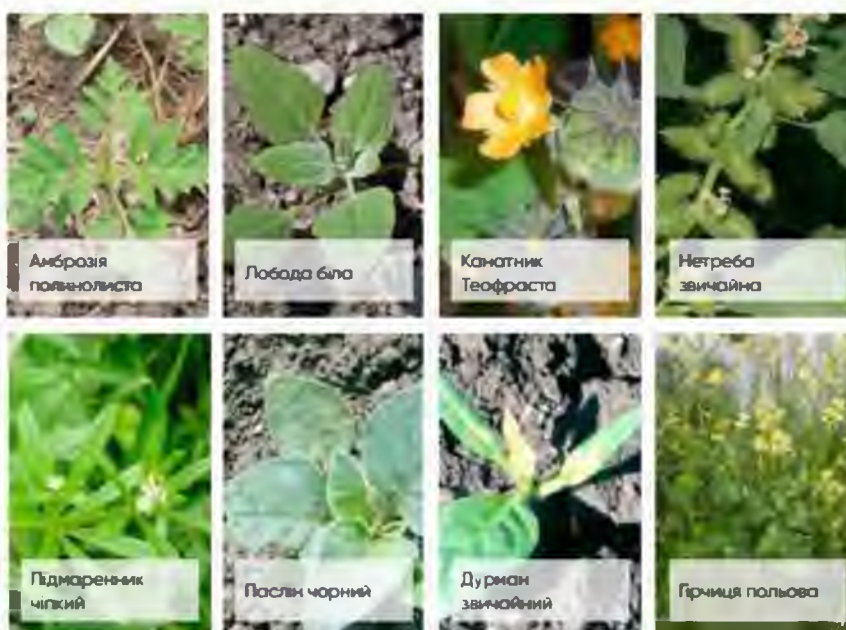 Амброзія
полинолиста
Лобода біла
Канатник
Теофраста
Нетреба
звичайна
Підмаренник
чіпкий
Паслін чорний
Дурман
звичайний
Гірчиця польова